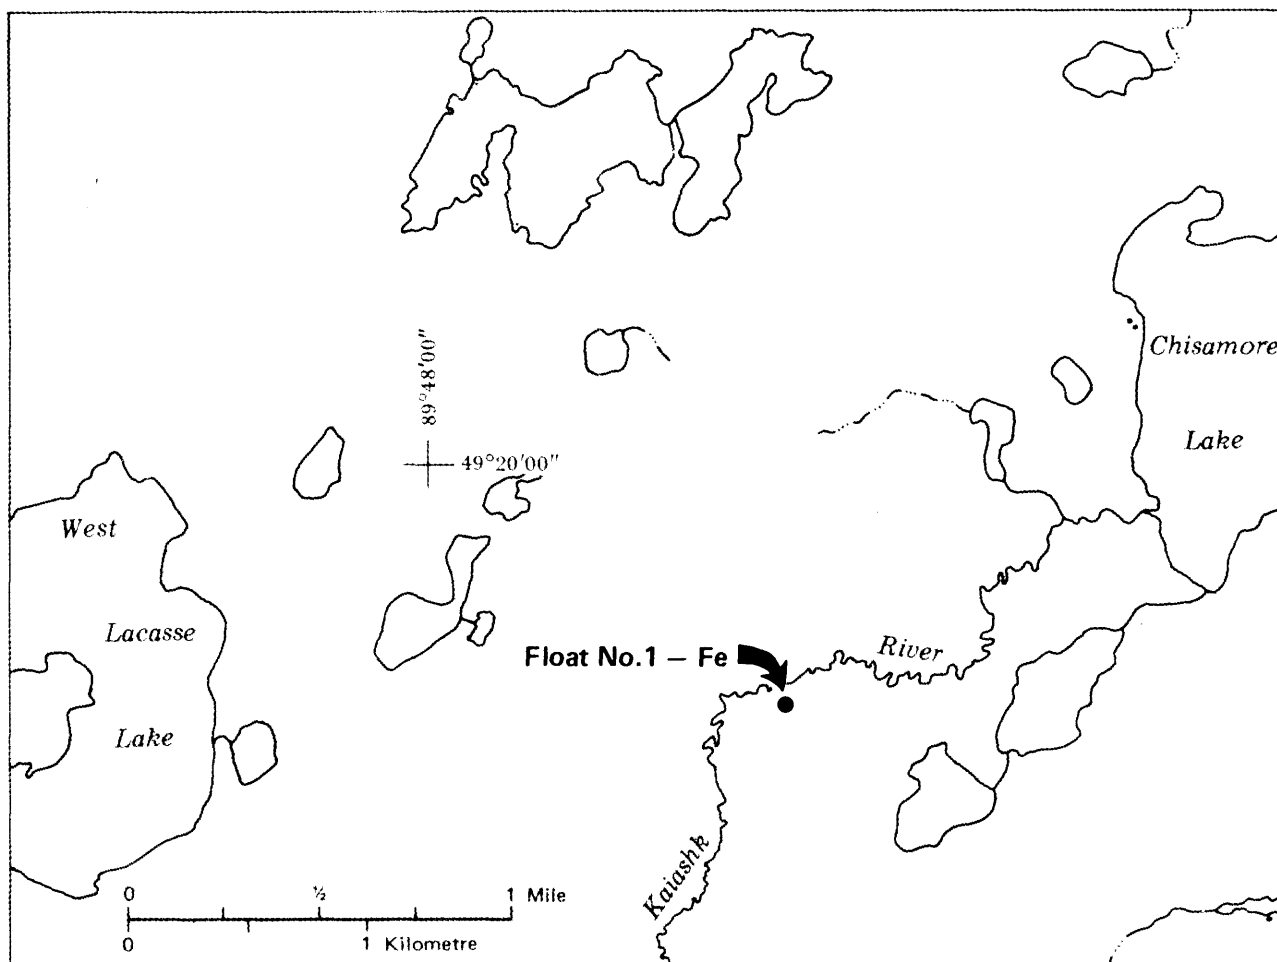 Chisamore
Lake
89°48'00"
49°20'00"
West
Lacasse
Lake
Float No.1 – Fe
River
Kaiashk
0 ½ 1 Mile
0 1 Kilometre